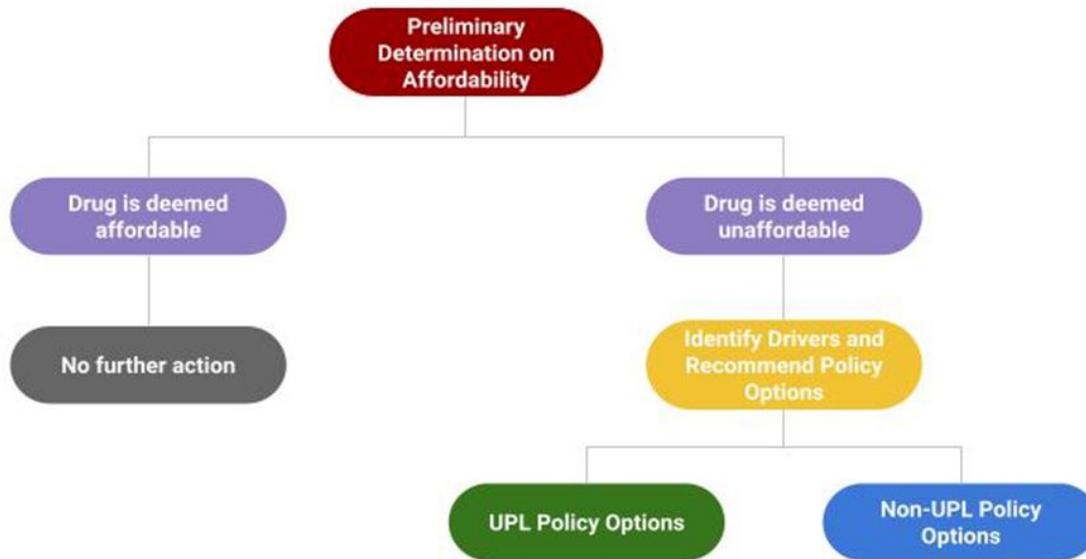 Preliminary
Determination on
Affordability
Drug is deemed
affordable
Drug is deemed
unaffordable
No further action
Identify Drivers and
Recommend Policy
Options
UPL Policy Options
Non-UPL Policy
Options